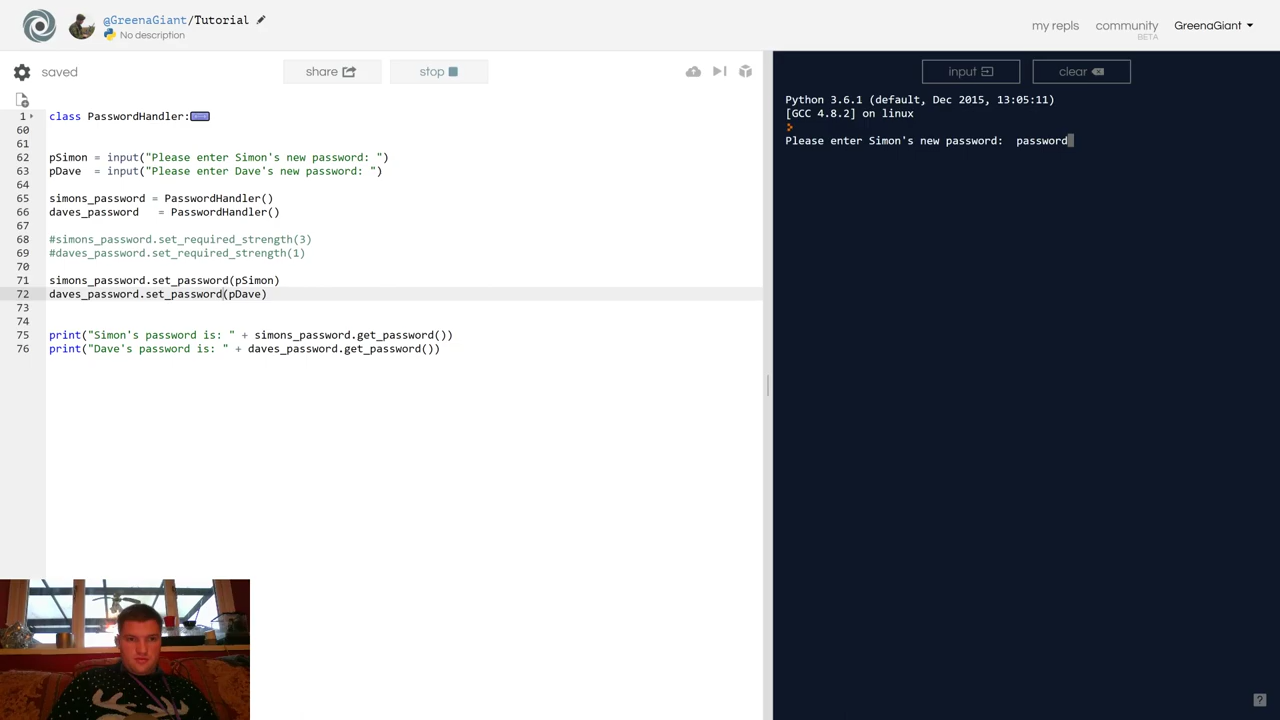 @GreenaGiant/Tutorial
No description
my repls
community
BETA
GreenaGiant
saved
share
stop
input
clear
1 class PasswordHandler:
60
61
62 pSimon = input("Please enter Simon's new password: ")
63 pDave  = input("Please enter Dave's new password: ")
64
65 simons_password = PasswordHandler()
66 daves_password   = PasswordHandler()
67
68 #simons_password.set_required_strength(3)
69 #daves_password.set_required_strength(1)
70
71 simons_password.set_password(pSimon)
72 daves_password.set_password(pDave)
73
74
75 print("Simon's password is: " + simons_password.get_password())
76 print("Dave's password is: " + daves_password.get_password())
Python 3.6.1 (default, Dec 2015, 13:05:11)
[GCC 4.8.2] on linux
Please enter Simon's new password:  password
?